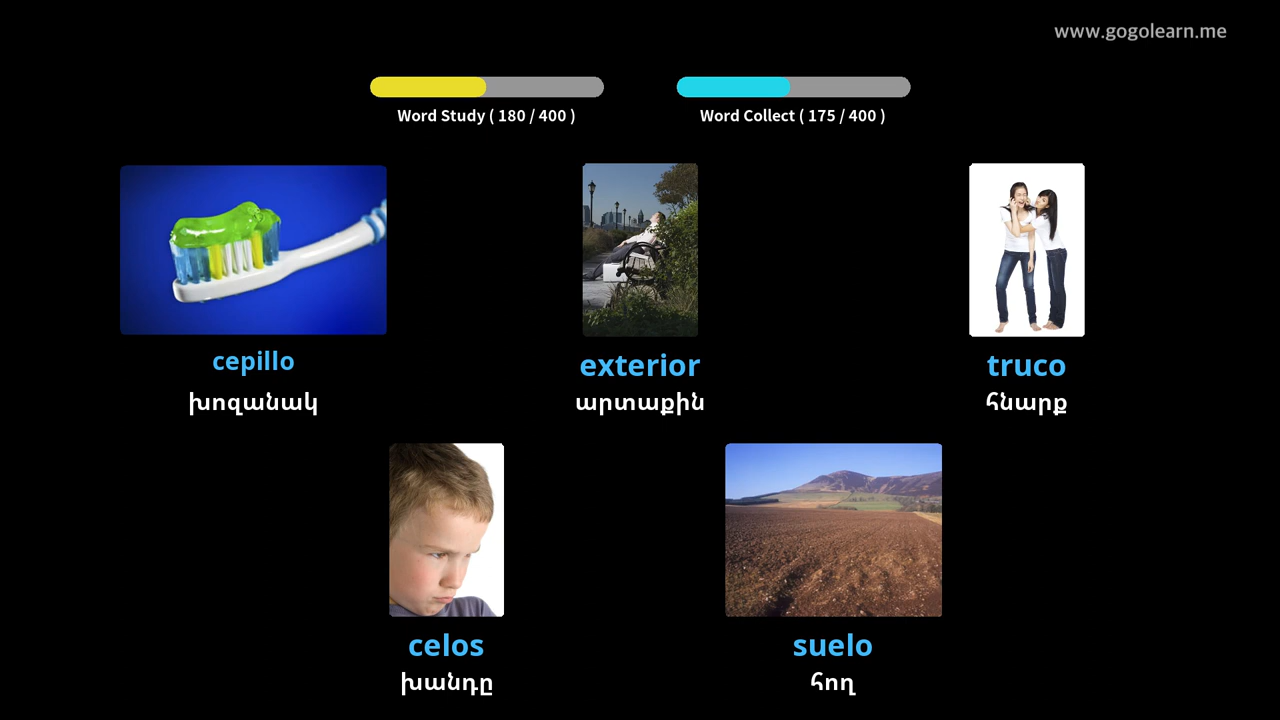 www.gogolearn.me
Word Study ( 180 / 400 )
Word Collect ( 175 / 400 )
cepillo
խոզանակ
exterior
արտաքին
truco
հնարք
celos
խանդը
suelo
հող